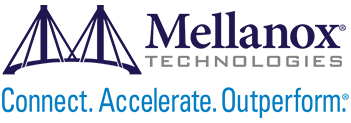 Mellanox®
TECHNOLOGIES
Connect. Accelerate. Outperform.®